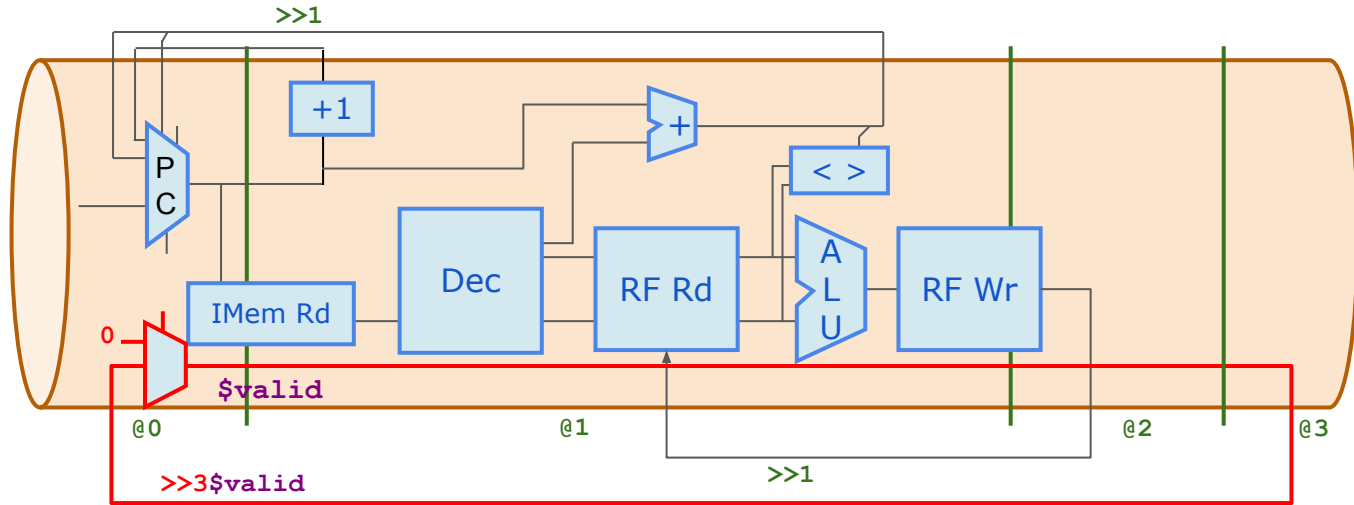 >>1
+1
+
P
C
< >
Dec
RF Rd
A
L
U
RF Wr
IMem Rd
0
$valid
@0
@1
@2
@3
>>1
>>3$valid